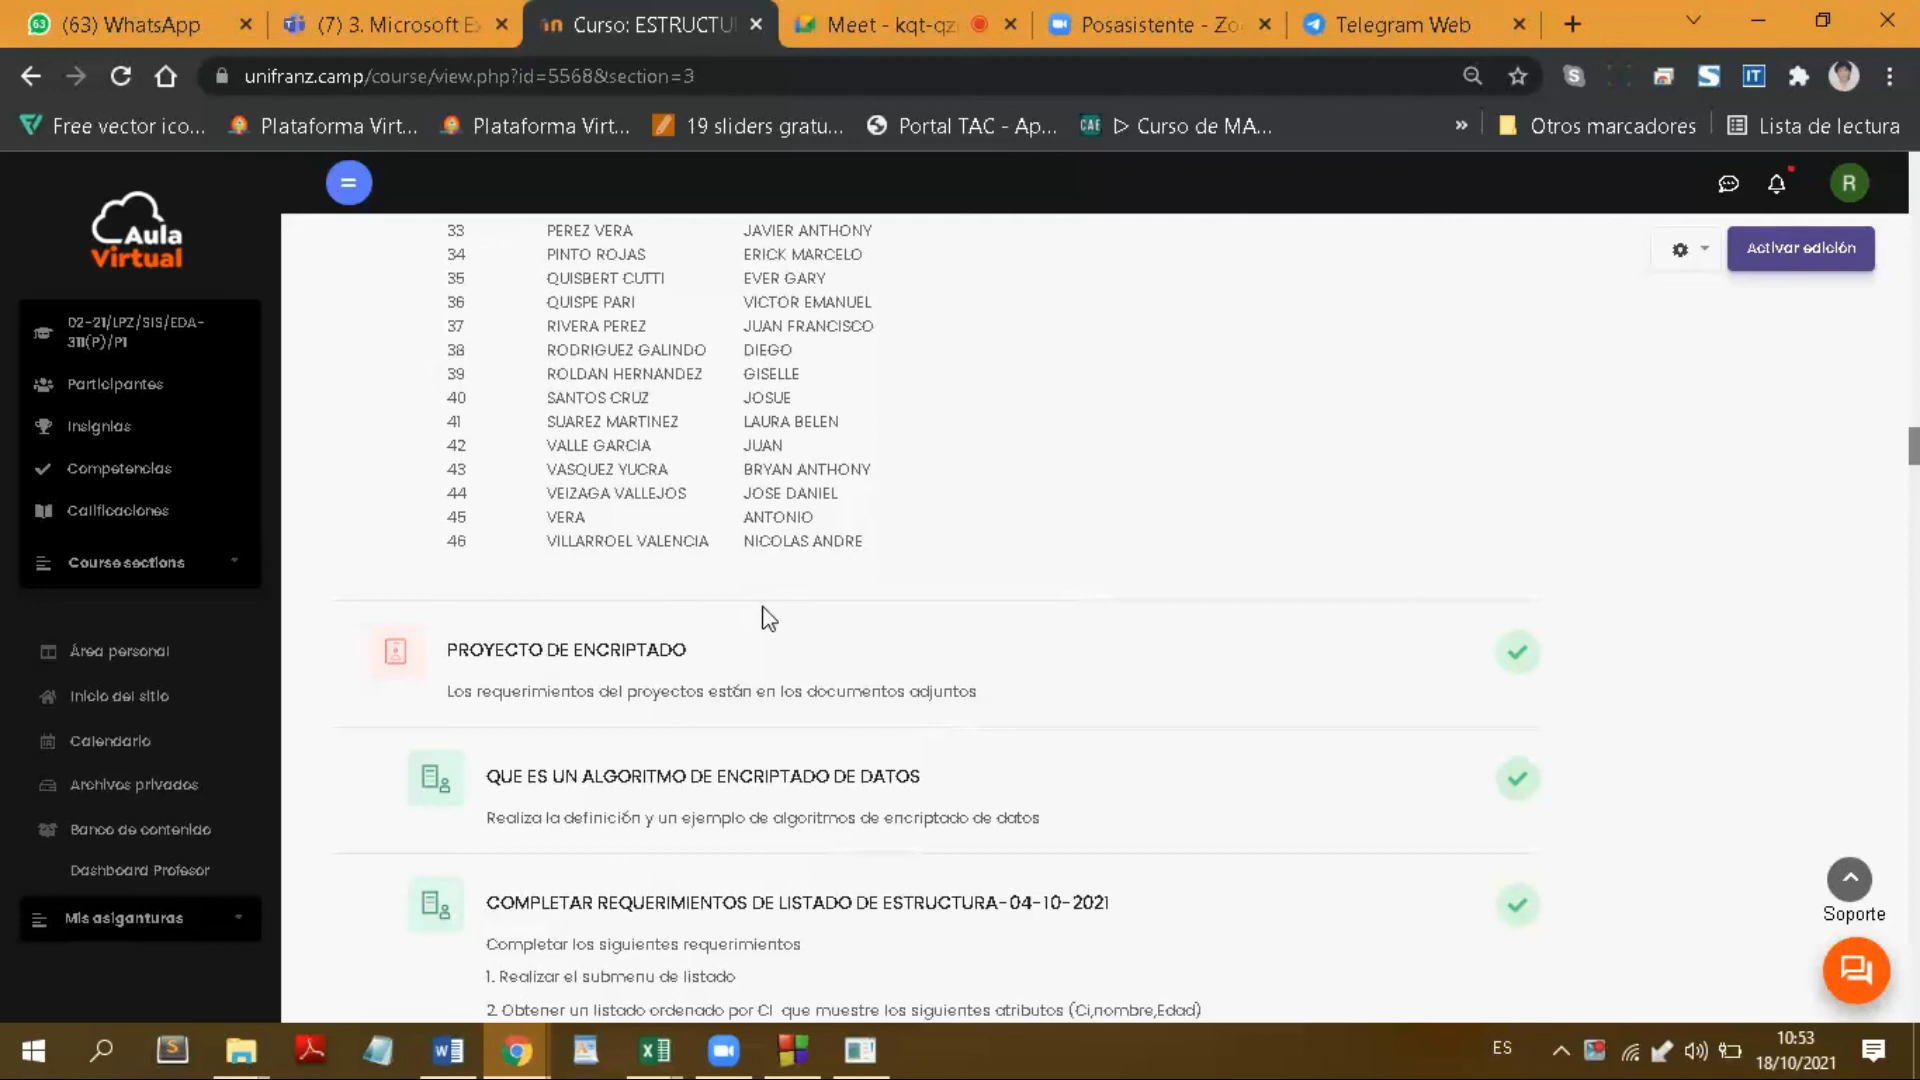 (63) WhatsApp
(7) 3. Microsoft E
Curso: ESTRUCTU
Meet - kqt-qz
Posasistente - Zo
Telegram Web
unifranz.camp/course/view.php?id=5568&section=3
Free vector ico...
Plataforma Virt...
Plataforma Virt...
19 sliders gratu...
Portal TAC - Ap...
CAE
▷ Curso de MA...
»
Otros marcadores
Lista de lectura
Aula
Virtual
R
Activar edición
02-21/LPZ/SIS/EDA-
311(P)/P1
Participantes
Insignias
Competencias
Calificaciones
Course sections
Área personal
Inicio del sitio
Calendario
Archivos privados
Banco de contenido
Dashboard Profesor
Mis asiganturas
33 PEREZ VERA JAVIER ANTHONY
34 PINTO ROJAS ERICK MARCELO
35 QUISBERT CUTTI EVER GARY
36 QUISPE PARI VICTOR EMANUEL
37 RIVERA PEREZ JUAN FRANCISCO
38 RODRIGUEZ GALINDO DIEGO
39 ROLDAN HERNANDEZ GISELLE
40 SANTOS CRUZ JOSUE
41 SUAREZ MARTINEZ LAURA BELEN
42 VALLE GARCIA JUAN
43 VASQUEZ YUCRA BRYAN ANTHONY
44 VEIZAGA VALLEJOS JOSE DANIEL
45 VERA ANTONIO
46 VILLARROEL VALENCIA NICOLAS ANDRE
PROYECTO DE ENCRIPTADO
Los requerimientos del proyectos están en los documentos adjuntos
QUE ES UN ALGORITMO DE ENCRIPTADO DE DATOS
Realiza la definición y un ejemplo de algoritmos de encriptado de datos
COMPLETAR REQUERIMIENTOS DE LISTADO DE ESTRUCTURA-04-10-2021
Completar los siguientes requerimientos
1. Realizar el submenu de listado
2. Obtener un listado ordenado por CI que muestre los siguientes atributos (Ci,nombre,Edad)
Soporte
ES
10:53
18/10/2021